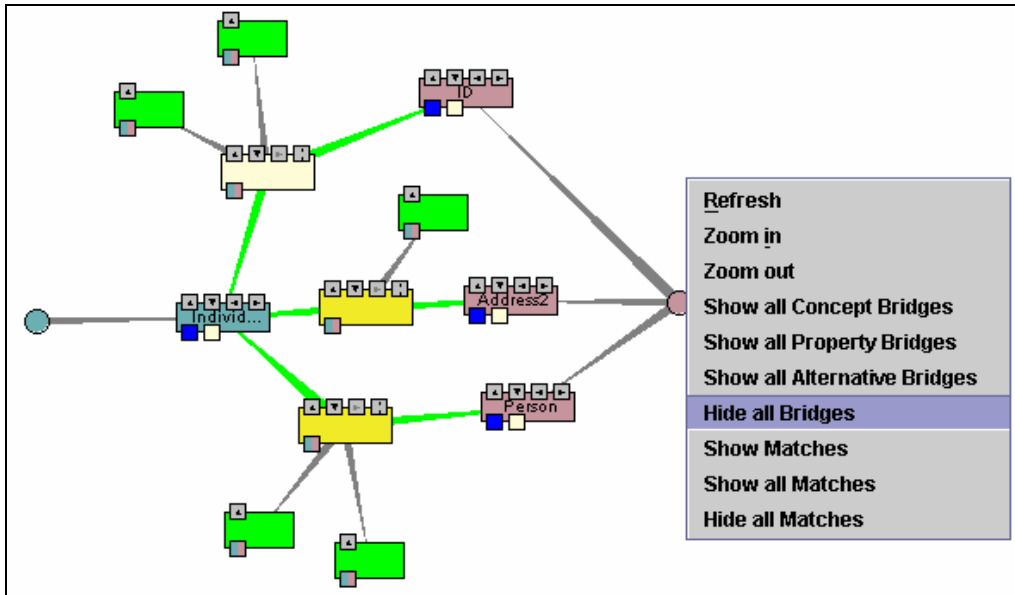 ID
Individ...
Address2
Person
Refresh
Zoom in
Zoom out
Show all Concept Bridges
Show all Property Bridges
Show all Alternative Bridges
Hide all Bridges
Show Matches
Show all Matches
Hide all Matches